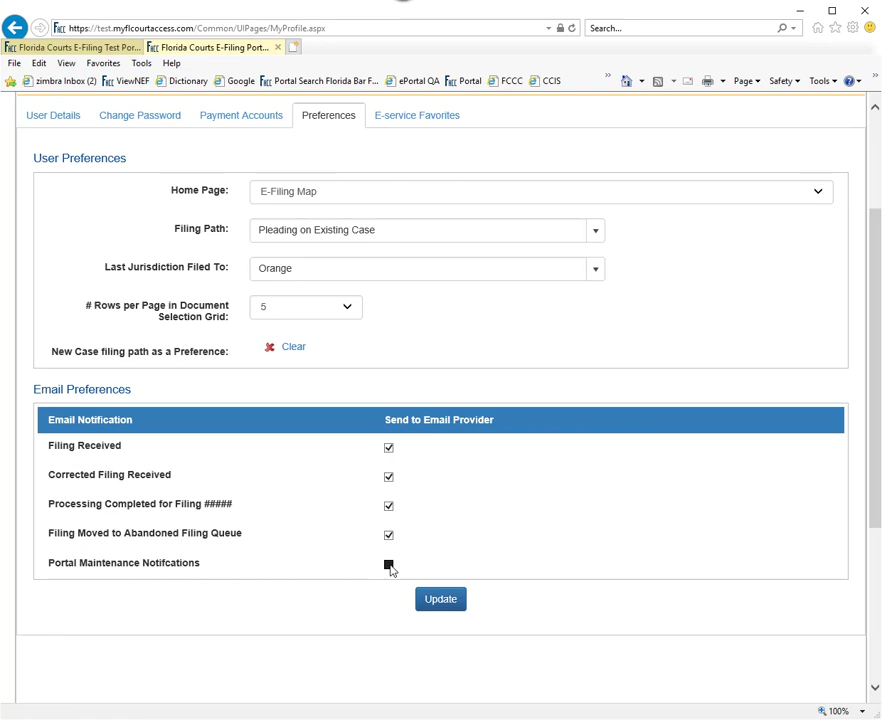 https://test.myflcourtaccess.com/Common/UIPages/MyProfile.aspx
Search...
Florida Courts E-Filing Test Por...
Florida Courts E-Filing Port...
File Edit View Favorites Tools Help
zimbra Inbox (2) ViewNEF Dictionary Google Portal Search Florida Bar F... ePortal QA Portal FCCC CCIS » Page Safety Tools »
User Details Change Password Payment Accounts Preferences E-service Favorites
User Preferences
Home Page: E-Filing Map
Filing Path: Pleading on Existing Case
Last Jurisdiction Filed To: Orange
# Rows per Page in Document
Selection Grid: 5
New Case filing path as a Preference: Clear
Email Preferences
Email Notification Send to Email Provider
Filing Received
Corrected Filing Received
Processing Completed for Filing #####
Filing Moved to Abandoned Filing Queue
Portal Maintenance Notifcations
Update
100%